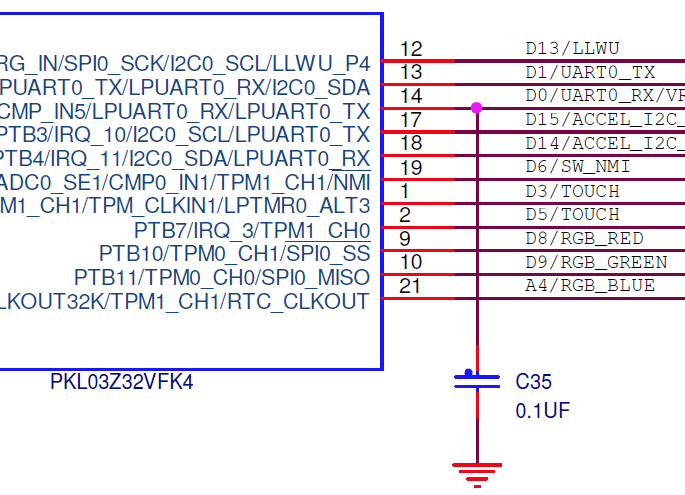 12 D13/LLWU
RG_IN/SPI0_SCK/I2C0_SCL/LLWU_P4
13 D1/UART0_TX
PUART0_TX/LPUART0_RX/I2C0_SDA
14 D0/UART0_RX/VR
CMP_IN5/LPUART0_RX/LPUART0_TX
17 D15/ACCEL_I2C_
PTB3/IRQ_10/I2C0_SCL/LPUART0_TX
18 D14/ACCEL_I2C_
PTB4/IRQ_11/I2C0_SDA/LPUART0_RX
19 D6/SW_NMI
ADC0_SE1/CMP0_IN1/TPM1_CH1/NMI
1 D3/TOUCH
M1_CH1/TPM_CLKIN1/LPTMR0_ALT3
2 D5/TOUCH
PTB7/IRQ_3/TPM1_CH0
9 D8/RGB_RED
PTB10/TPM0_CH1/SPI0_SS
10 D9/RGB_GREEN
PTB11/TPM0_CH0/SPI0_MISO
21 A4/RGB_BLUE
LKOUT32K/TPM1_CH1/RTC_CLKOUT
PKL03Z32VFK4
C35
0.1UF